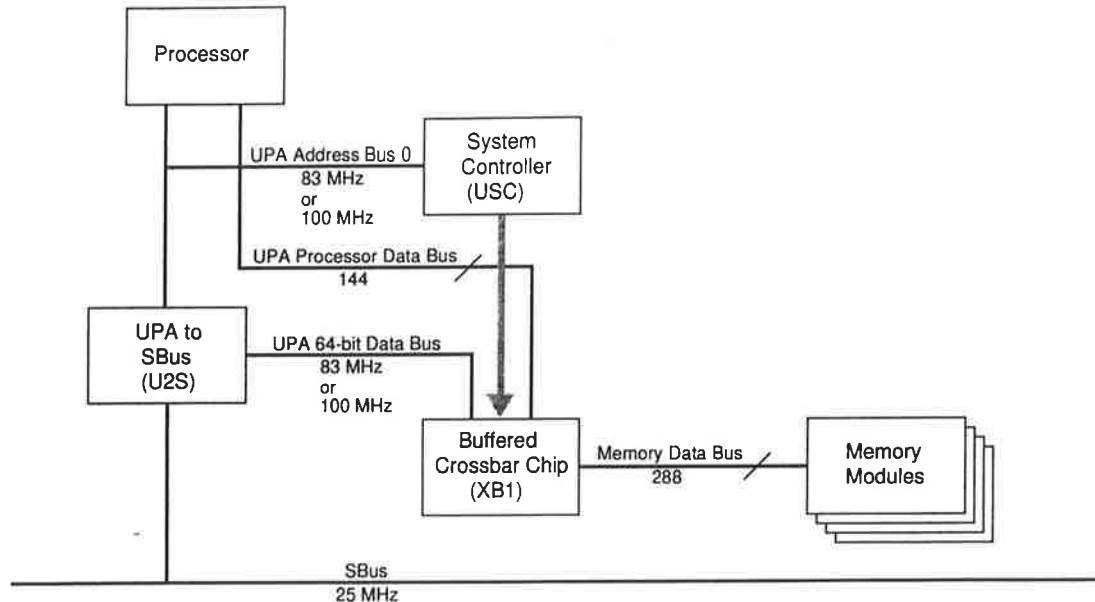 Processor
System
Controller
(USC)
UPA Address Bus 0
83 MHz
or
100 MHz
UPA Processor Data Bus
144
UPA to
SBus
(U2S)
UPA 64-bit Data Bus
83 MHz
or
100 MHz
Buffered
Crossbar Chip
(XB1)
Memory Data Bus
288
Memory
Modules
SBus
25 MHz